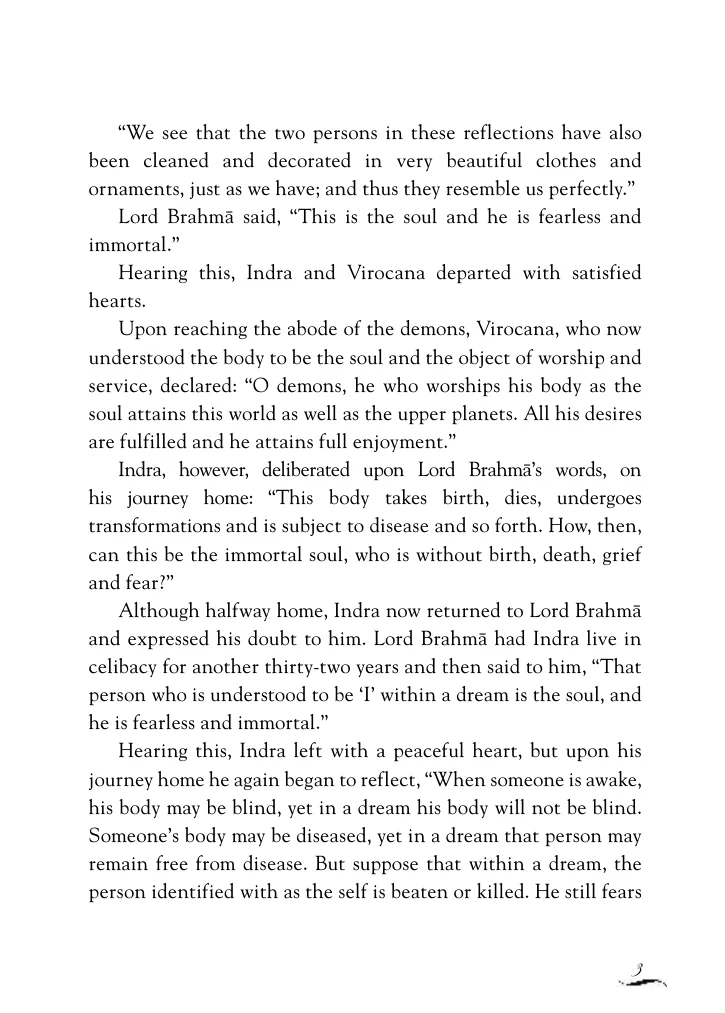 “We see that the two persons in these reflections have also
been cleaned and decorated in very beautiful clothes and
ornaments, just as we have; and thus they resemble us perfectly.”
Lord Brahmā said, “This is the soul and he is fearless and
immortal.”
Hearing this, Indra and Virocana departed with satisfied
hearts.
Upon reaching the abode of the demons, Virocana, who now
understood the body to be the soul and the object of worship and
service, declared: “O demons, he who worships his body as the
soul attains this world as well as the upper planets. All his desires
are fulfilled and he attains full enjoyment.”
Indra, however, deliberated upon Lord Brahmā’s words, on
his journey home: “This body takes birth, dies, undergoes
transformations and is subject to disease and so forth. How, then,
can this be the immortal soul, who is without birth, death, grief
and fear?”
Although halfway home, Indra now returned to Lord Brahmā
and expressed his doubt to him. Lord Brahmā had Indra live in
celibacy for another thirty-two years and then said to him, “That
person who is understood to be ‘I’ within a dream is the soul, and
he is fearless and immortal.”
Hearing this, Indra left with a peaceful heart, but upon his
journey home he again began to reflect, “When someone is awake,
his body may be blind, yet in a dream his body will not be blind.
Someone’s body may be diseased, yet in a dream that person may
remain free from disease. But suppose that within a dream, the
person identified with as the self is beaten or killed. He still fears
3